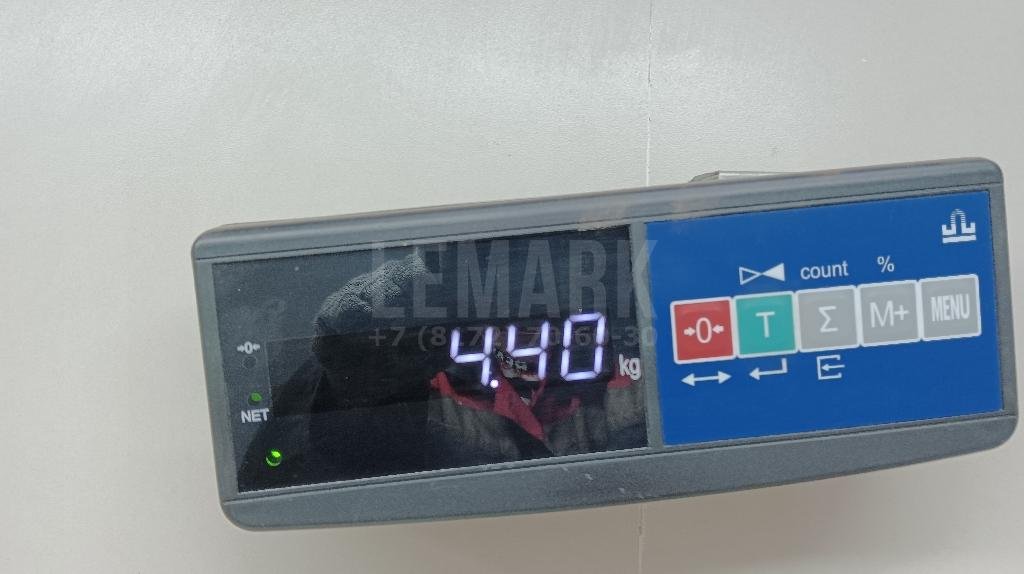 LEMARK
4.40 kg
→0←
NET
count %
→0← T Σ M+ MENU